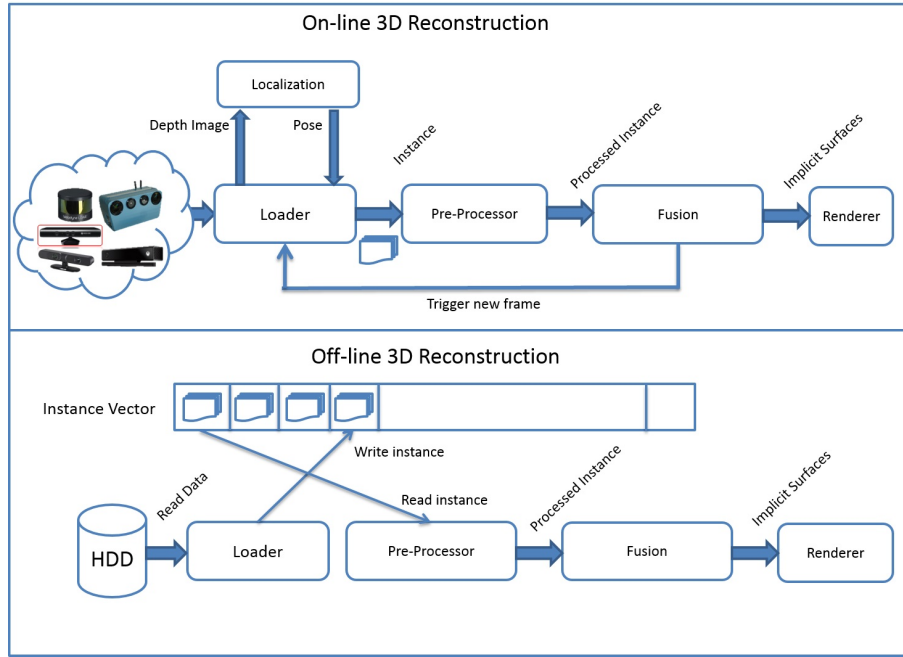 On-line 3D Reconstruction
Localization
Depth Image
Pose
Instance
Processed Instance
Implicit Surfaces
Loader
Pre-Processor
Fusion
Renderer
Trigger new frame
Off-line 3D Reconstruction
Instance Vector
Write instance
Read Data
Read instance
Processed Instance
Implicit Surfaces
HDD
Loader
Pre-Processor
Fusion
Renderer